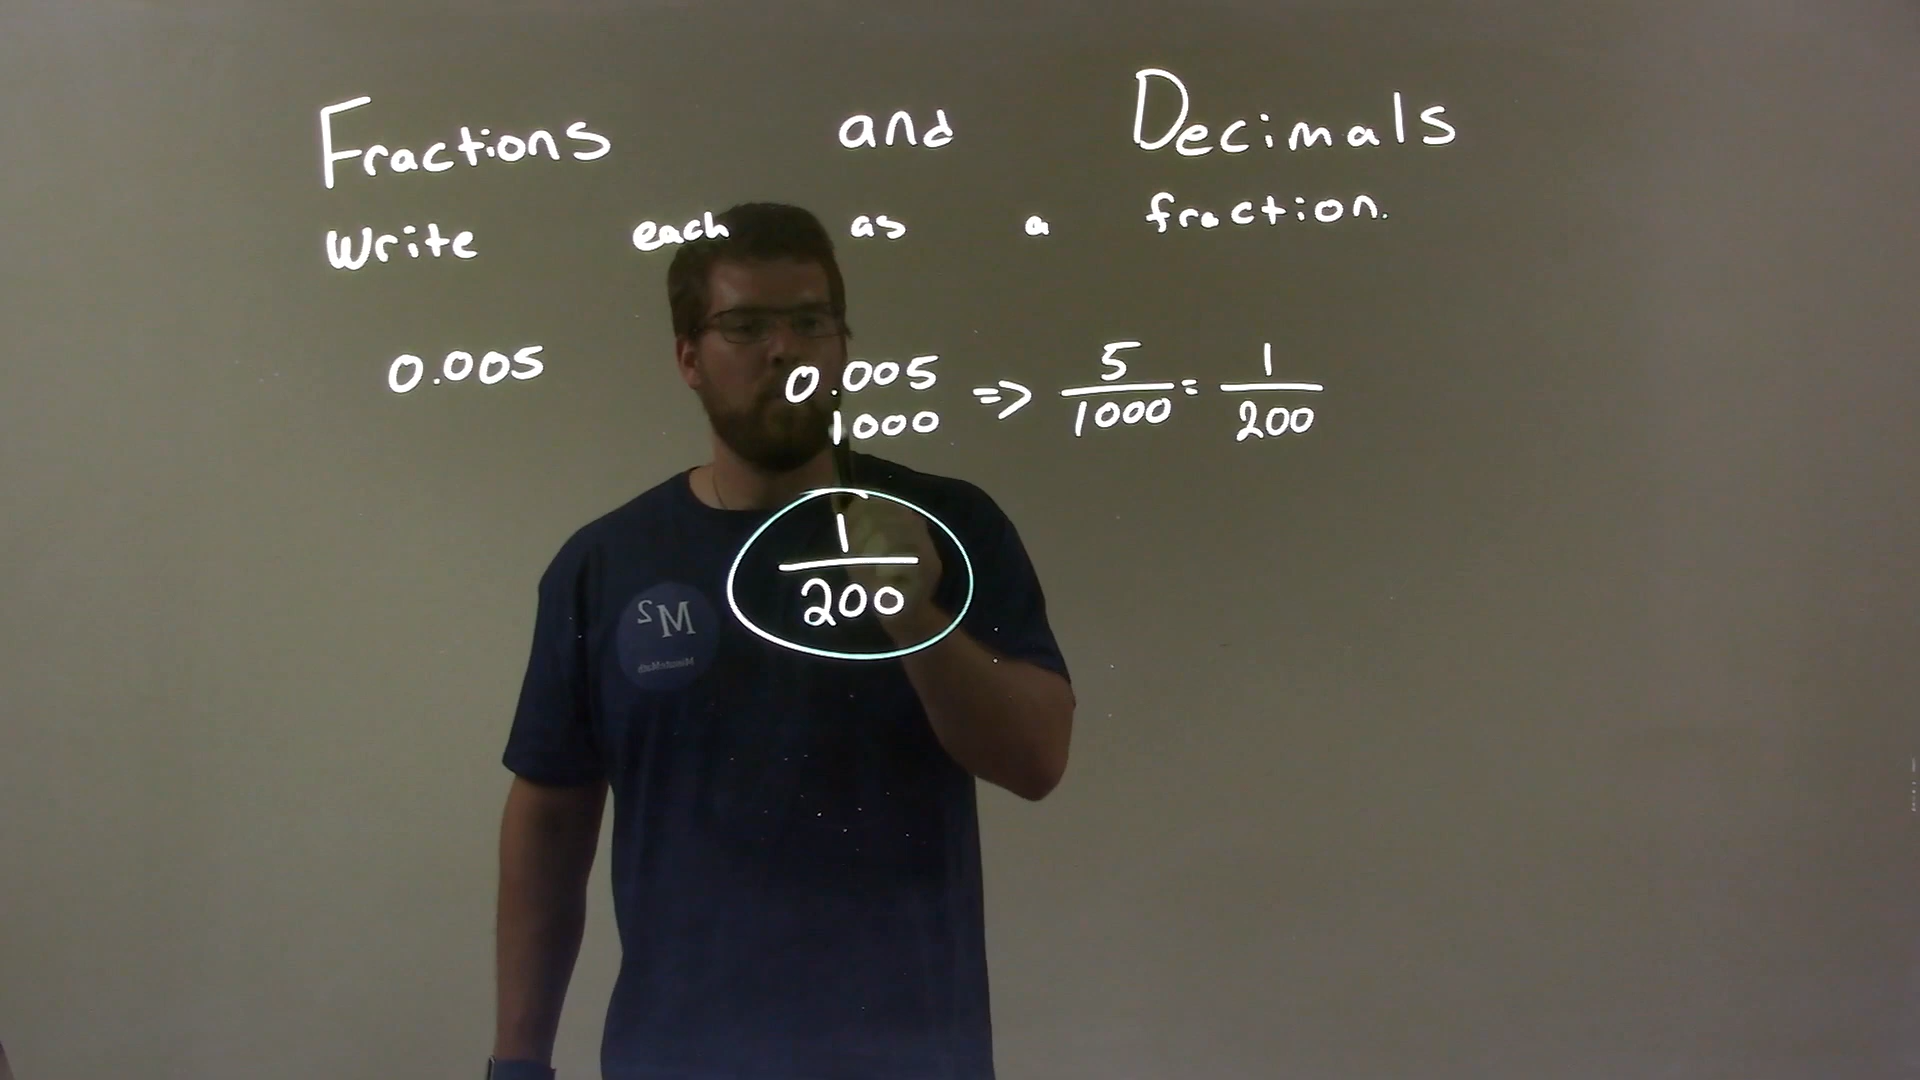 Fractions and Decimals
Write each as a fraction.
0.005
0.005 => 5/1000 = 1/200
1000
1/200
M2
MinuteMath